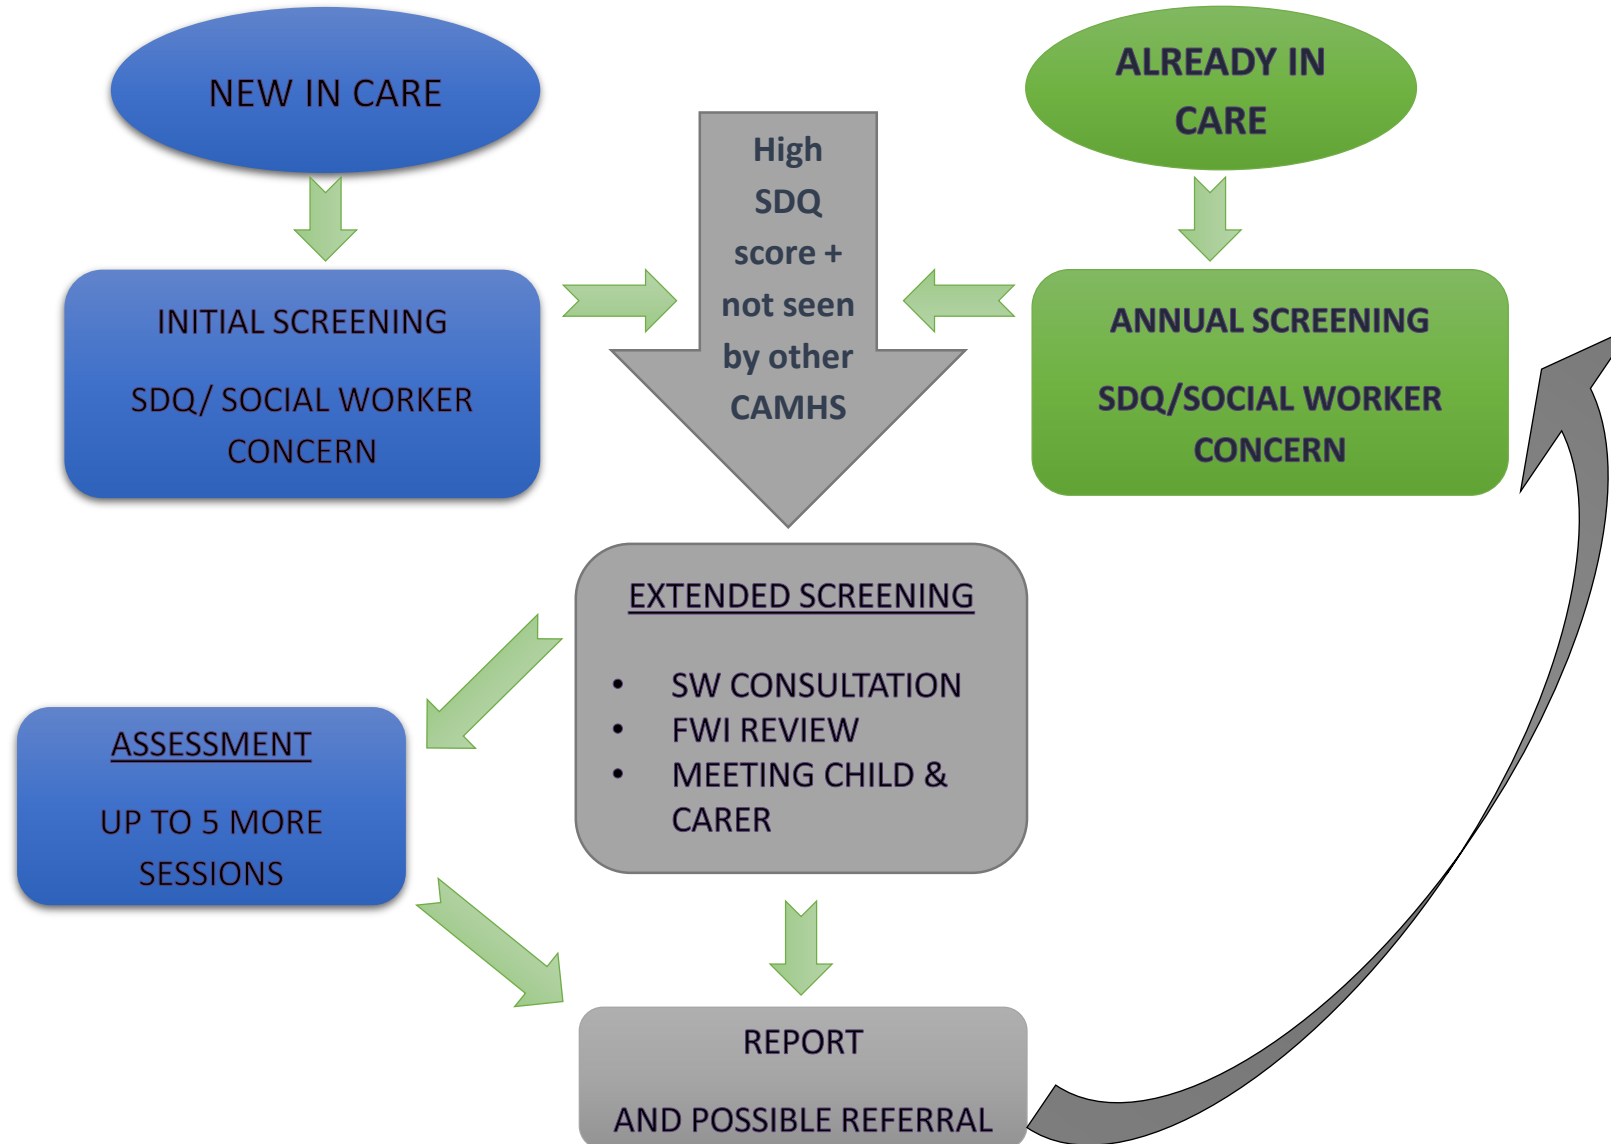 NEW IN CARE
ALREADY IN
CARE
High
SDQ
score +
not seen
by other
CAMHS
INITIAL SCREENING
SDQ/ SOCIAL WORKER
CONCERN
ANNUAL SCREENING
SDQ/SOCIAL WORKER
CONCERN
EXTENDED SCREENING
• SW CONSULTATION
• FWI REVIEW
• MEETING CHILD &
CARER
ASSESSMENT
UP TO 5 MORE
SESSIONS
REPORT
AND POSSIBLE REFERRAL